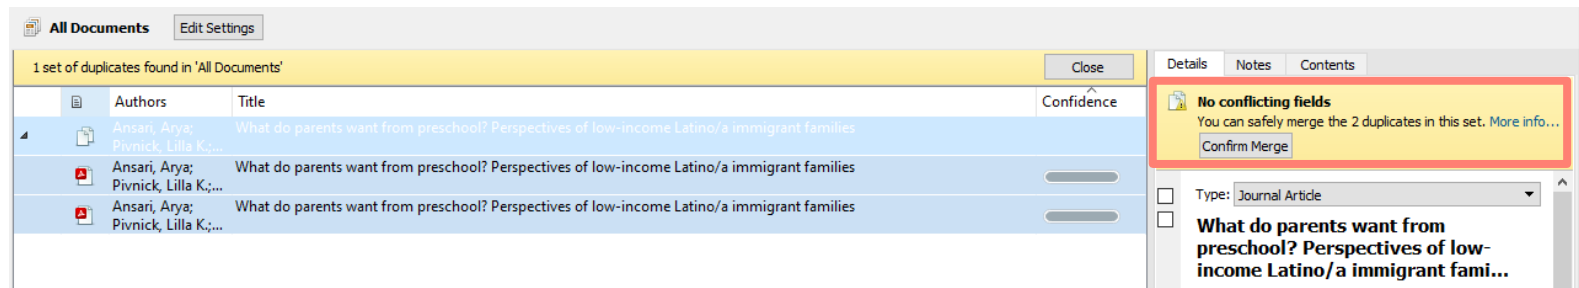 All Documents Edit Settings
1 set of duplicates found in 'All Documents' Close
Authors Title Confidence
Ansari, Arya; What do parents want from preschool? Perspectives of low-income Latino/a immigrant families
Pivnick, Lilla K.;...
Ansari, Arya; What do parents want from preschool? Perspectives of low-income Latino/a immigrant families
Pivnick, Lilla K.;...
Ansari, Arya; What do parents want from preschool? Perspectives of low-income Latino/a immigrant families
Pivnick, Lilla K.;...
Details Notes Contents
No conflicting fields
You can safely merge the 2 duplicates in this set. More info...
Confirm Merge
Type: Journal Article
What do parents want from
preschool? Perspectives of low-
income Latino/a immigrant fami...